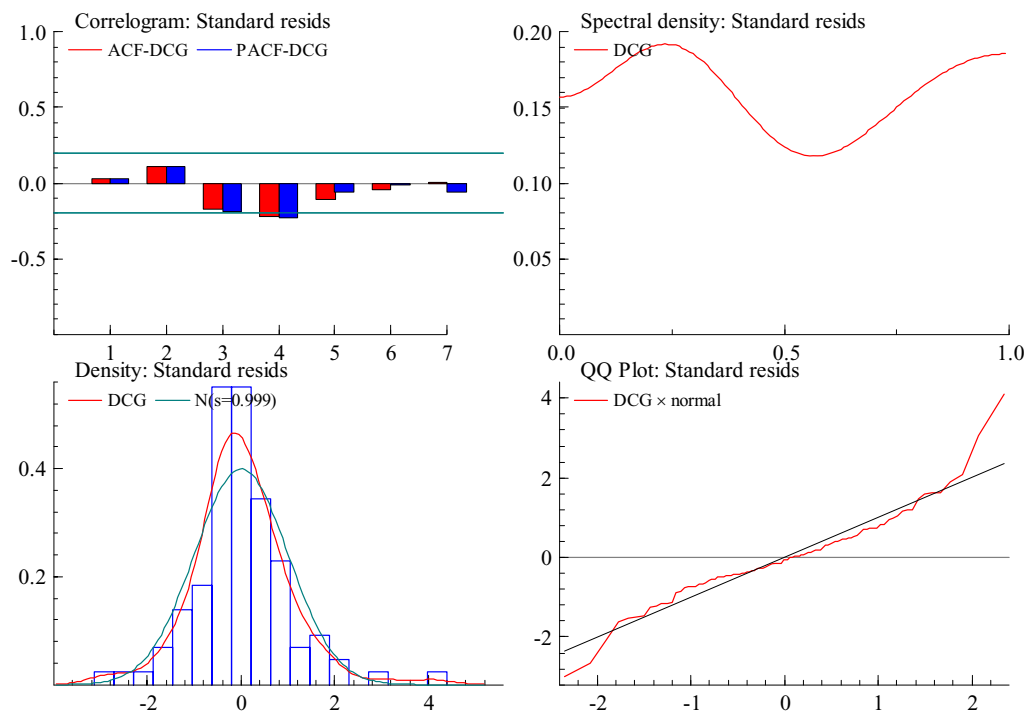 Correlogram: Standard resids
ACF-DCG PACF-DCG
1.0
0.5
0.0
-0.5
1 2 3 4 5 6 7
Spectral density: Standard resids
DCG
0.20
0.15
0.10
0.05
0.0 0.5 1.0
Density: Standard resids
DCG N(s=0.999)
0.4
0.2
-2 0 2 4
QQ Plot: Standard resids
DCG × normal
4
2
0
-2
-2 -1 0 1 2